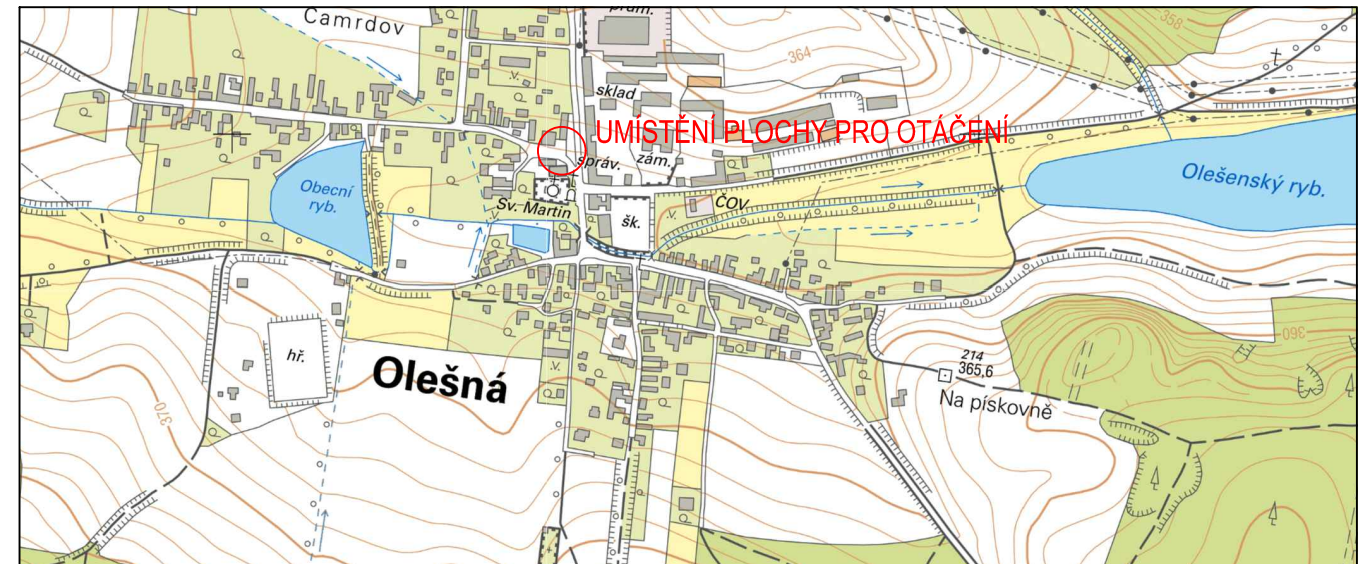 prům.
Camrdov
358
364
sklad
UMÍSTĚNÍ PLOCHY PRO OTÁČENÍ
správ.
zám.
Olešenský ryb.
Obecní
ryb.
Sv. Martin
šk.
ČOV
hř.
360
214
365,6
Olešná
Na pískovně
370